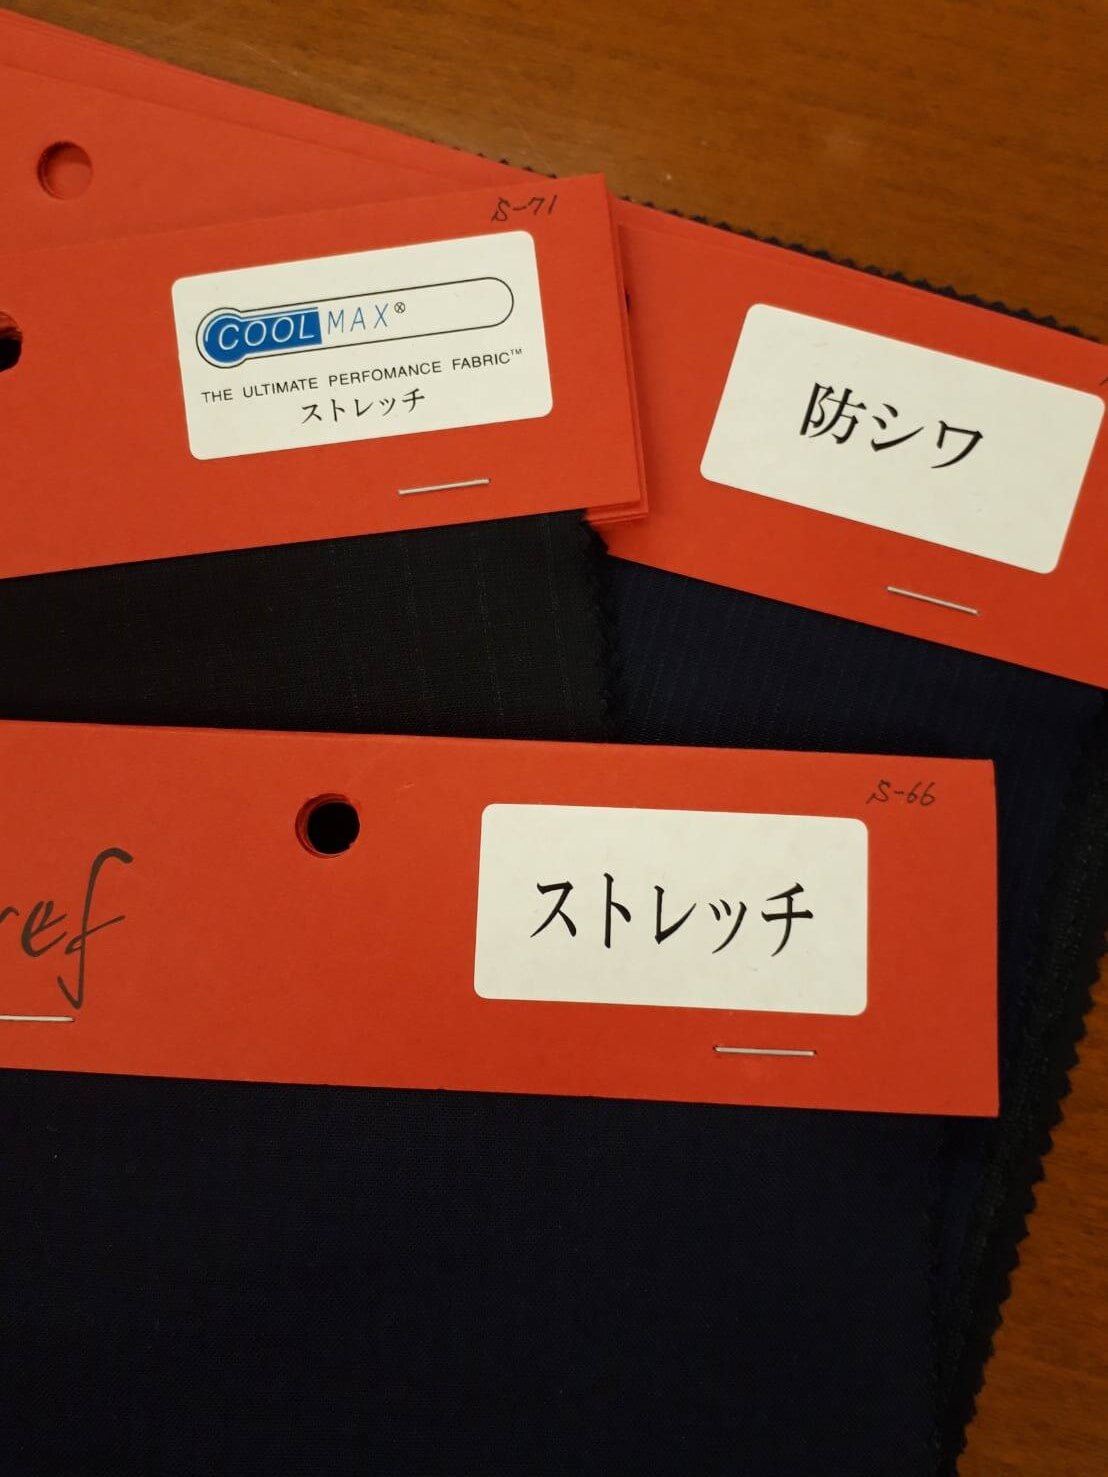 S-71
COOLMAX®
THE ULTIMATE PERFOMANCE FABRIC™
ストレッチ
防シワ
S-66
ストレッチ
ref